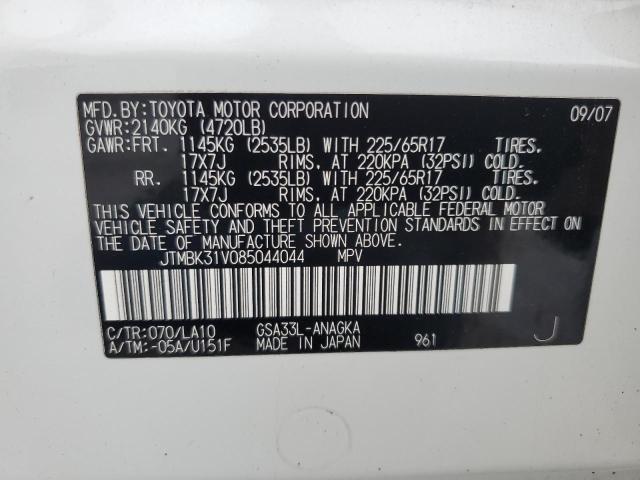 MFD.BY:TOYOTA MOTOR CORPORATION 09/07
GVWR:2140KG (4720LB)
GAWR:FRT. 1145KG (2535LB) WITH 225/65R17 TIRES.
17X7J RIMS, AT 220KPA (32PSI) COLD.
RR. 1145KG (2535LB) WITH 225/65R17 TIRES.
17X7J RIMS, AT 220KPA (32PSI) COLD.
THIS VEHICLE CONFORMS TO ALL APPLICABLE FEDERAL MOTOR
VEHICLE SAFETY AND THEFT PREVENTION STANDARDS IN EFFECT ON
THE DATE OF MANUFACTURE SHOWN ABOVE.
JTMBK31V085044044 MPV
C/TR:070/LA10 GSA33L-ANAGKA
A/TM:-05A/U151F MADE IN JAPAN 961 J